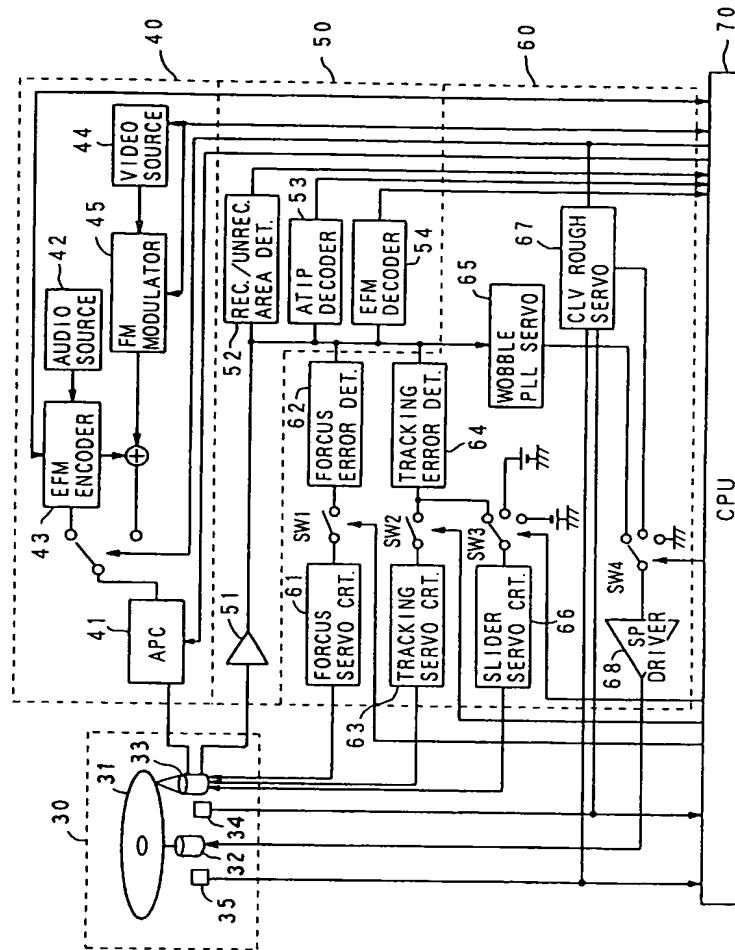 40
50
60
70
44
VIDEO
SOURCE
45
FM
MODULATOR
42
AUDIO
SOURCE
EFM
ENCODER
43
41
APC
REC./UNREC.
AREA DET.
52
53
ATIP
DECODER
EFM
DECODER
54
51
30
31
33
34
32
35
62
FORCUS
ERROR DET.
TRACKING
ERROR DET.
64
65
WOBBLE
PLL SERVO
67
CLV ROUGH
SERVO
SW1
SW2
SW3
SW4
61
FORCUS
SERVO CRT.
TRACKING
SERVO CRT.
63
SLIDER
SERVO CRT.
66
SP
DRIVER
68
CPU